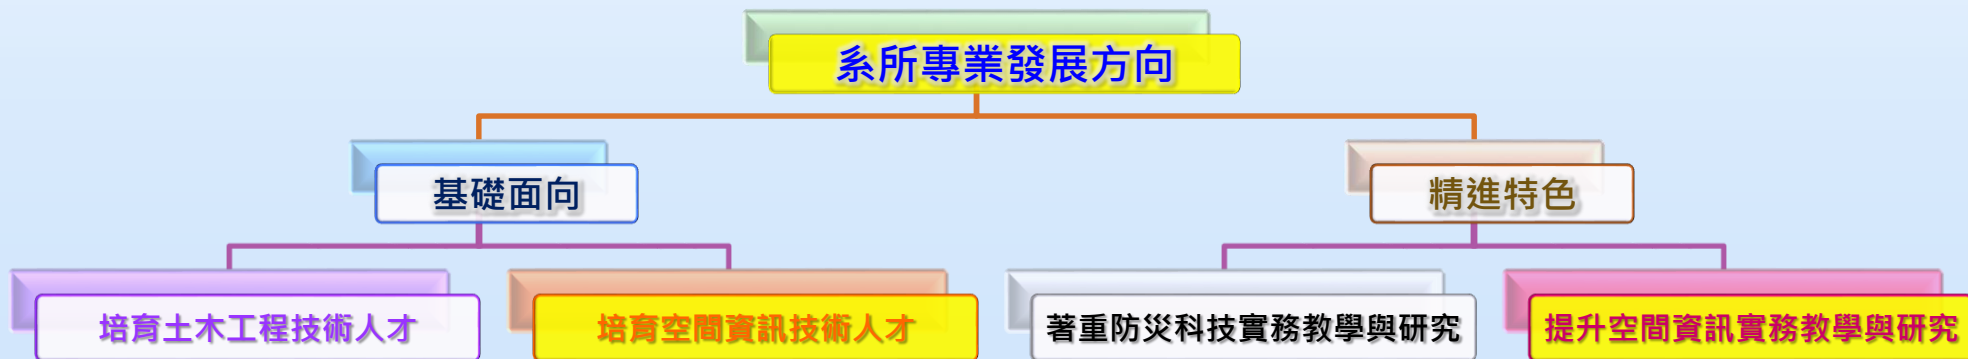 系所專業發展方向
基礎面向
精進特色
培育土木工程技術人才
培育空間資訊技術人才
著重防災科技實務教學與研究
提升空間資訊實務教學與研究